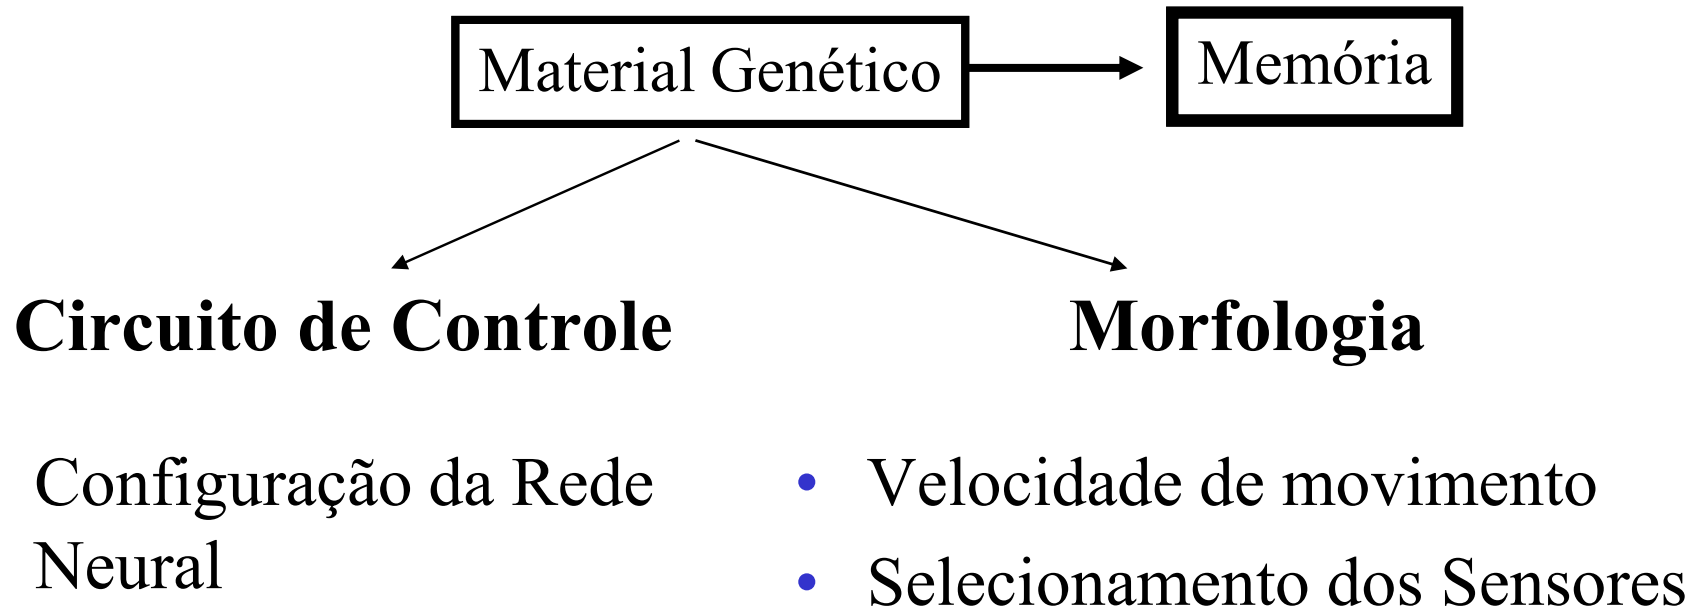 Material Genético
Memória
Circuito de Controle
Morfologia
Configuração da Rede
Neural
• Velocidade de movimento
• Selecionamento dos Sensores